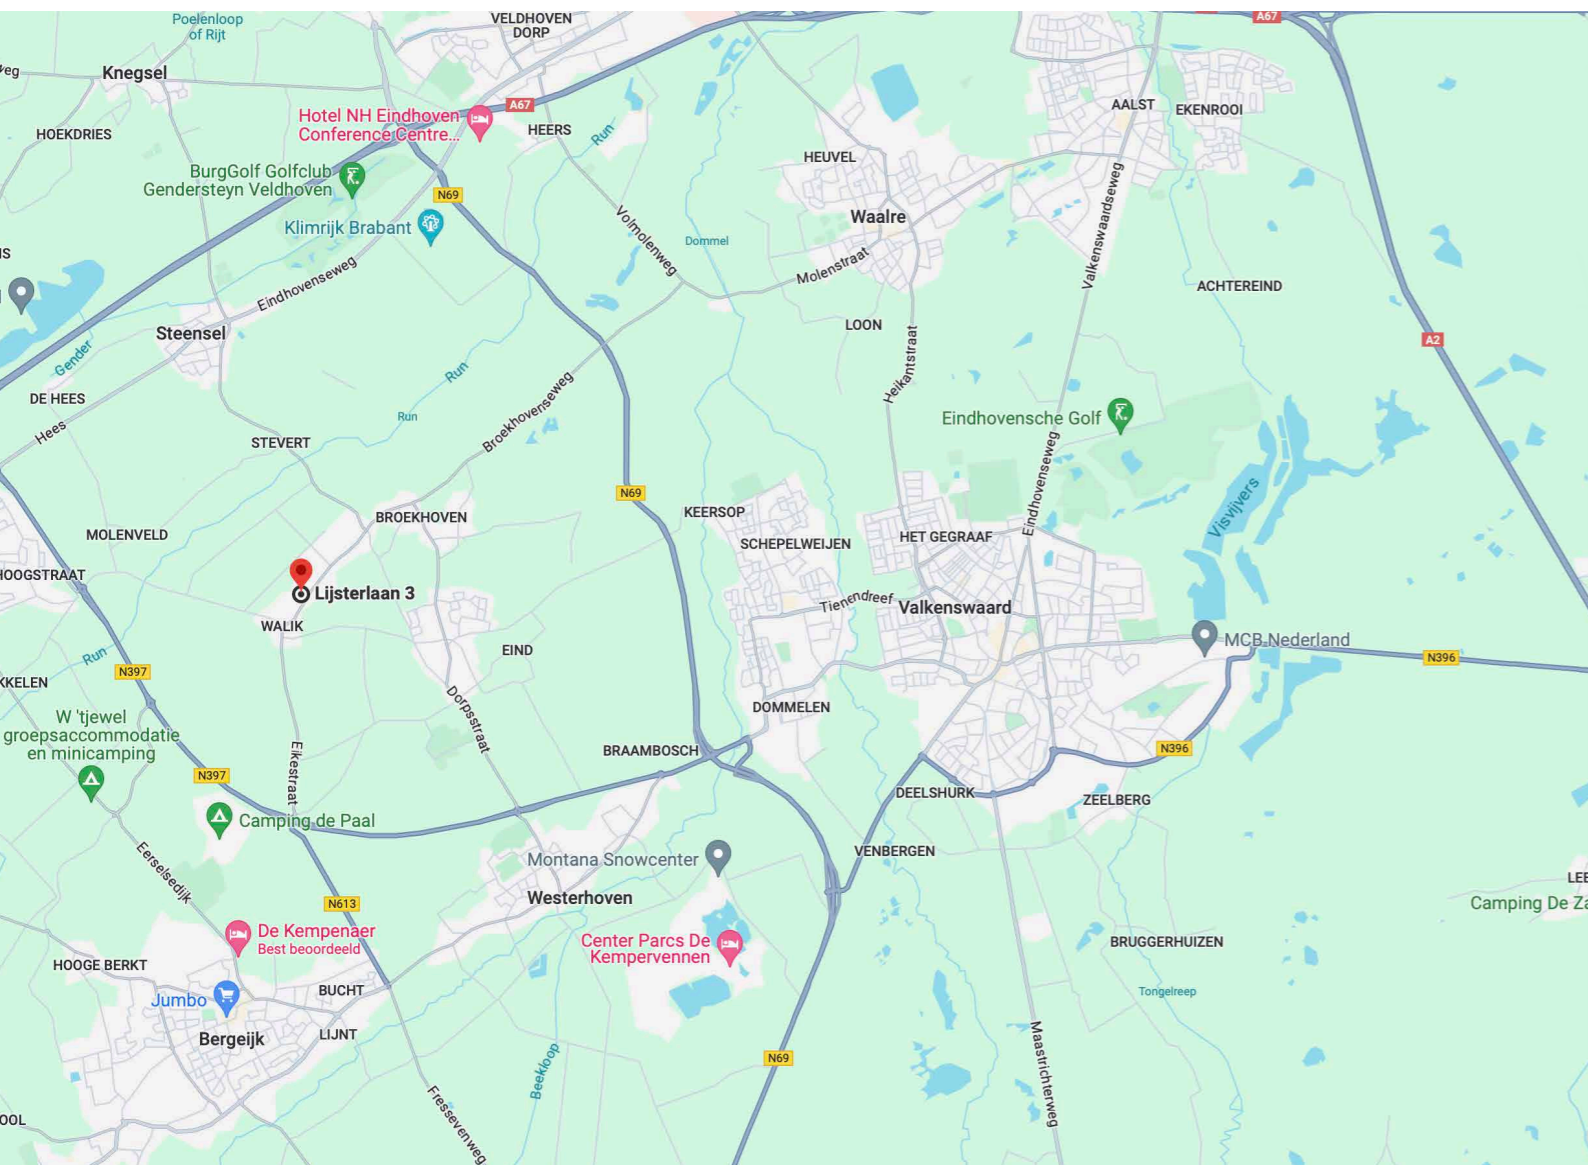 Poelenloop
of Rijt
VELDHOVEN
DORP
A67
Knegsel
HOEKDRIES
Hotel NH Eindhoven
Conference Centre...
A67
HEERS
Run
AALST
EKENROOI
HEUVEL
BurgGolf Golfclub
Gendersteyn Veldhoven
N69
Klimrijk Brabant
Volmolenweg
Dommel
Waalre
Valkenswaardseweg
Molenstraat
Eindhovenseweg
ACHTEREIND
Steensel
LOON
Gender
Heikantstraat
A2
Run
DE HEES
Hees
Run
Broekhovenseweg
STEVERT
Eindhovensche Golf
Eindhovenseweg
N69
Visvijvers
KEERSOP
BROEKHOVEN
MOLENVELD
SCHEPELWEIJEN
HET GEGRAAF
HOOGSTRAAT
Lijsterlaan 3
Tienendreef
Valkenswaard
WALIK
MCB Nederland
Run
EIND
N397
N396
KKELEN
Dorpsstraat
DOMMELEN
W 'tjewel
groepsaccommodatie
en minicamping
Eikestraat
BRAAMBOSCH
N396
N397
DEELSHURK
ZEELBERG
Camping de Paal
Eerselsedijk
Montana Snowcenter
VENBERGEN
Westerhoven
LEE
Camping De Za
N613
De Kempenaer
Best beoordeeld
Center Parcs De
Kempervennen
BRUGGERHUIZEN
HOOGE BERKT
BUCHT
Jumbo
Tongelreep
Bergeijk
LIJNT
N69
Beekloop
Maastrichterweg
Fressevenweg
OOL